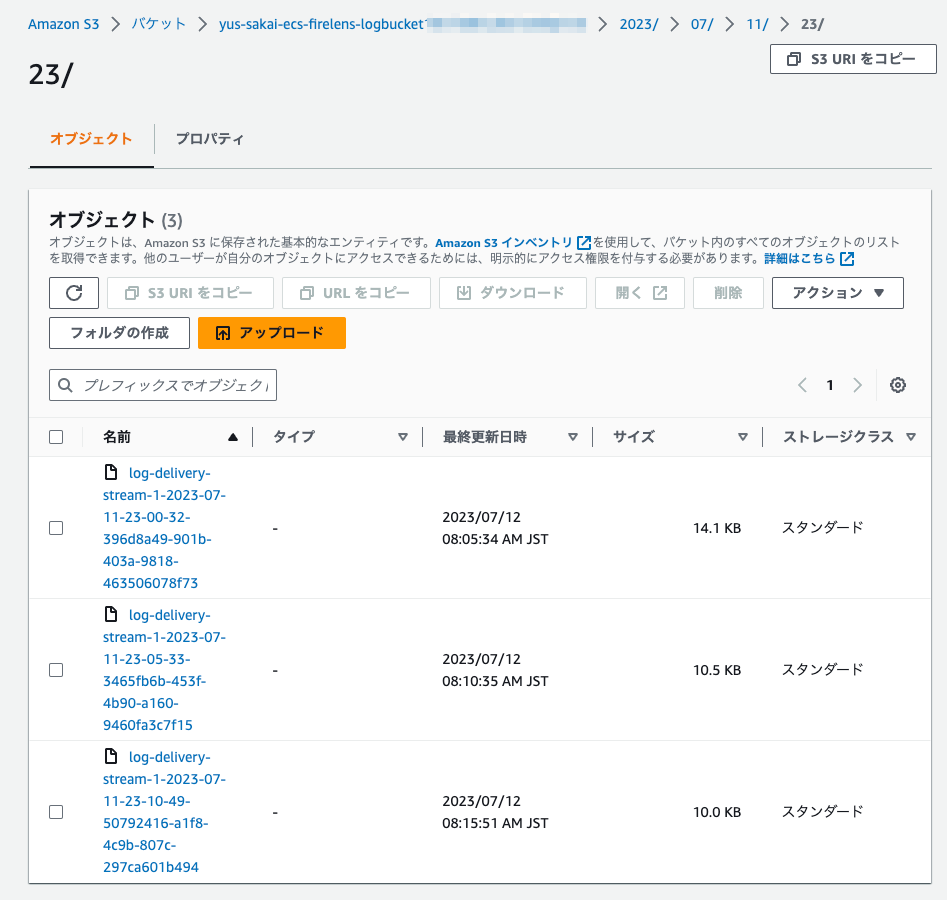 Amazon S3 > バケット > yus-sakai-ecs-firelens-logbucket > 2023/ > 07/ > 11/ > 23/
23/
S3 URI をコピー
オブジェクト プロパティ
オブジェクト (3)
オブジェクトは、Amazon S3 に保存された基本的なエンティティです。Amazon S3 インベントリ を使用して、バケット内のすべてのオブジェクトのリスト
を取得できます。他のユーザーが自分のオブジェクトにアクセスできるためには、明示的にアクセス権限を付与する必要があります。詳細はこちら
S3 URI をコピー URL をコピー ダウンロード 開く 削除 アクション ▼
フォルダの作成 アップロード
プレフィックスでオブジェクト
1
名前 タイプ 最終更新日時 サイズ ストレージクラス
log-delivery-
stream-1-2023-07-
11-23-00-32-
396d8a49-901b-
403a-9818-
463506078f73
-
2023/07/12
08:05:34 AM JST
14.1 KB
スタンダード
log-delivery-
stream-1-2023-07-
11-23-05-33-
3465fb6b-453f-
4b90-a160-
9460fa3c7f15
-
2023/07/12
08:10:35 AM JST
10.5 KB
スタンダード
log-delivery-
stream-1-2023-07-
11-23-10-49-
50792416-a1f8-
4c9b-807c-
297ca601b494
-
2023/07/12
08:15:51 AM JST
10.0 KB
スタンダード